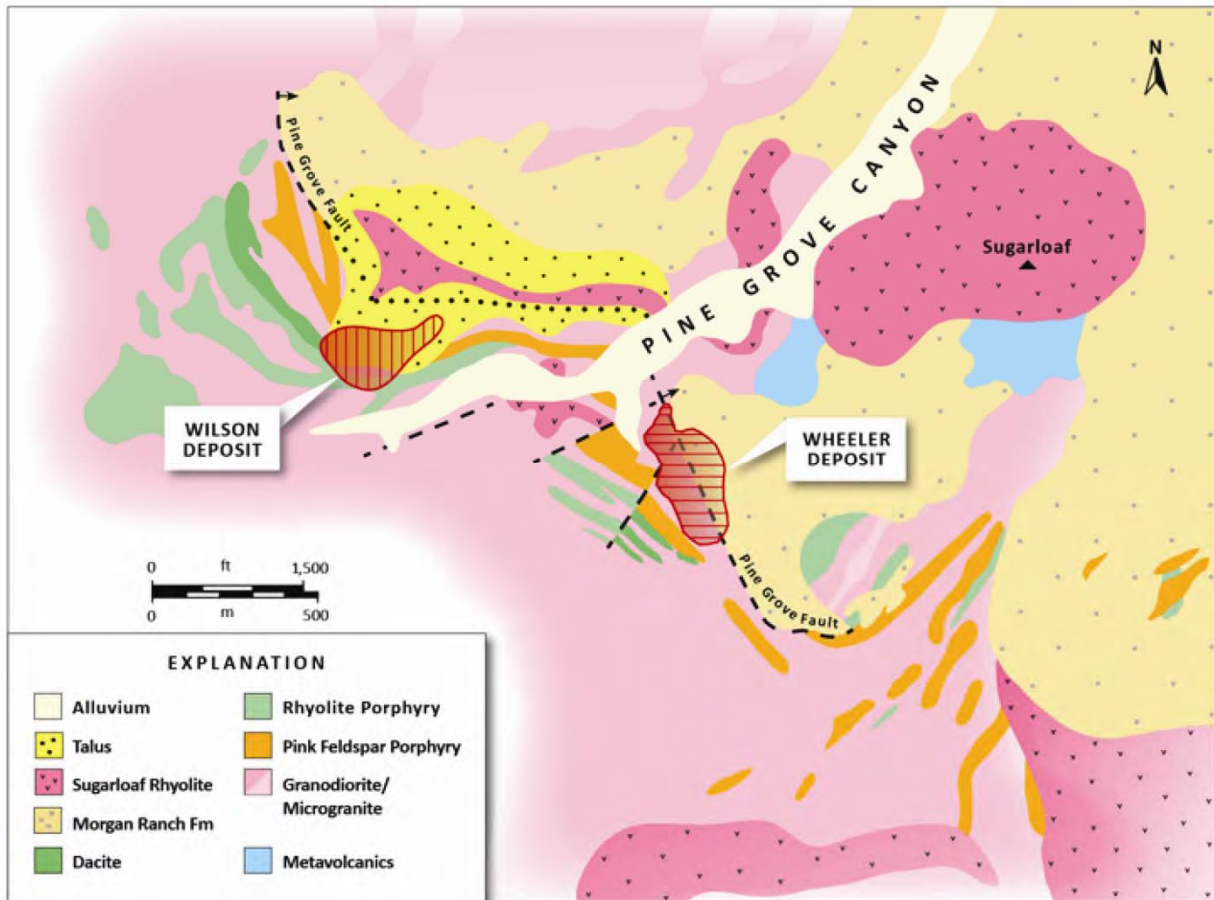 N
Pine Grove Fault
PINE GROVE CANYON
Sugarloaf
WILSON
DEPOSIT
WHEELER
DEPOSIT
0 ft 1,500
0 m 500
Pine Grove Fault
EXPLANATION
Alluvium
Talus
Sugarloaf Rhyolite
Morgan Ranch Fm
Dacite
Rhyolite Porphyry
Pink Feldspar Porphyry
Granodiorite/
Microgranite
Metavolcanics